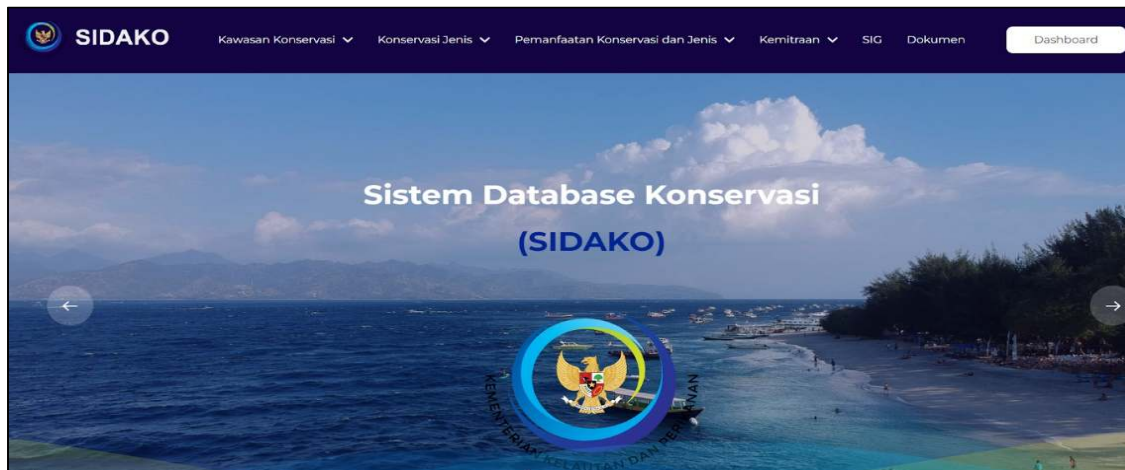 SIDAKO
Kawasan Konservasi
Konservasi Jenis
Pemanfaatan Konservasi dan Jenis
Kemitraan
SIG
Dokumen
Dashboard
Sistem Database Konservasi
(SIDAKO)
KEMENTERIAN KELAUTAN DAN PERIKANAN